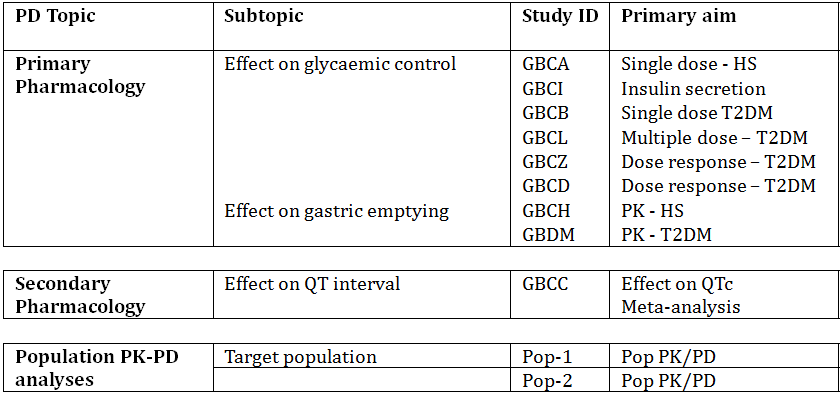 PD Topic Subtopic Study ID Primary aim
Primary Effect on glycaemic control GBCA Single dose - HS
Pharmacology GBCI Insulin secretion
GBCB Single dose T2DM
GBCL Multiple dose – T2DM
GBCZ Dose response – T2DM
GBCD Dose response – T2DM
Effect on gastric emptying GBCH PK - HS
GBDM PK - T2DM
Secondary Effect on QT interval GBCC Effect on QTc
Pharmacology Meta-analysis
Population PK-PD Target population Pop-1 Pop PK/PD
analyses Pop-2 Pop PK/PD